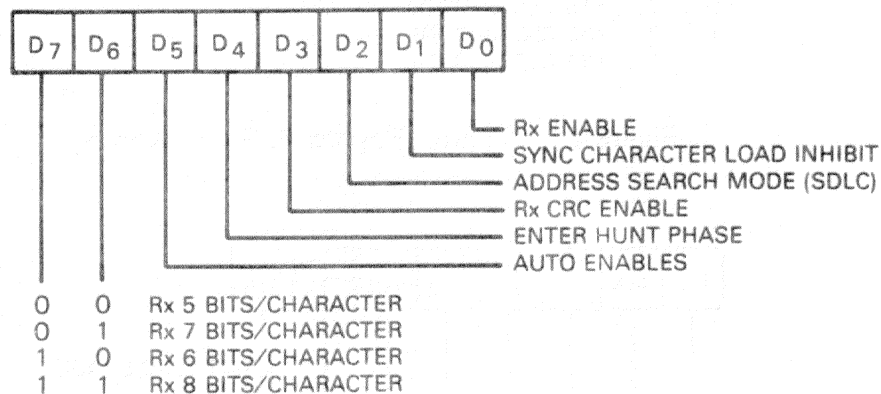 D7 D6 D5 D4 D3 D2 D1 D0
Rx ENABLE
SYNC CHARACTER LOAD INHIBIT
ADDRESS SEARCH MODE (SDLC)
Rx CRC ENABLE
ENTER HUNT PHASE
AUTO ENABLES
0 0 Rx 5 BITS/CHARACTER
0 1 Rx 7 BITS/CHARACTER
1 0 Rx 6 BITS/CHARACTER
1 1 Rx 8 BITS/CHARACTER